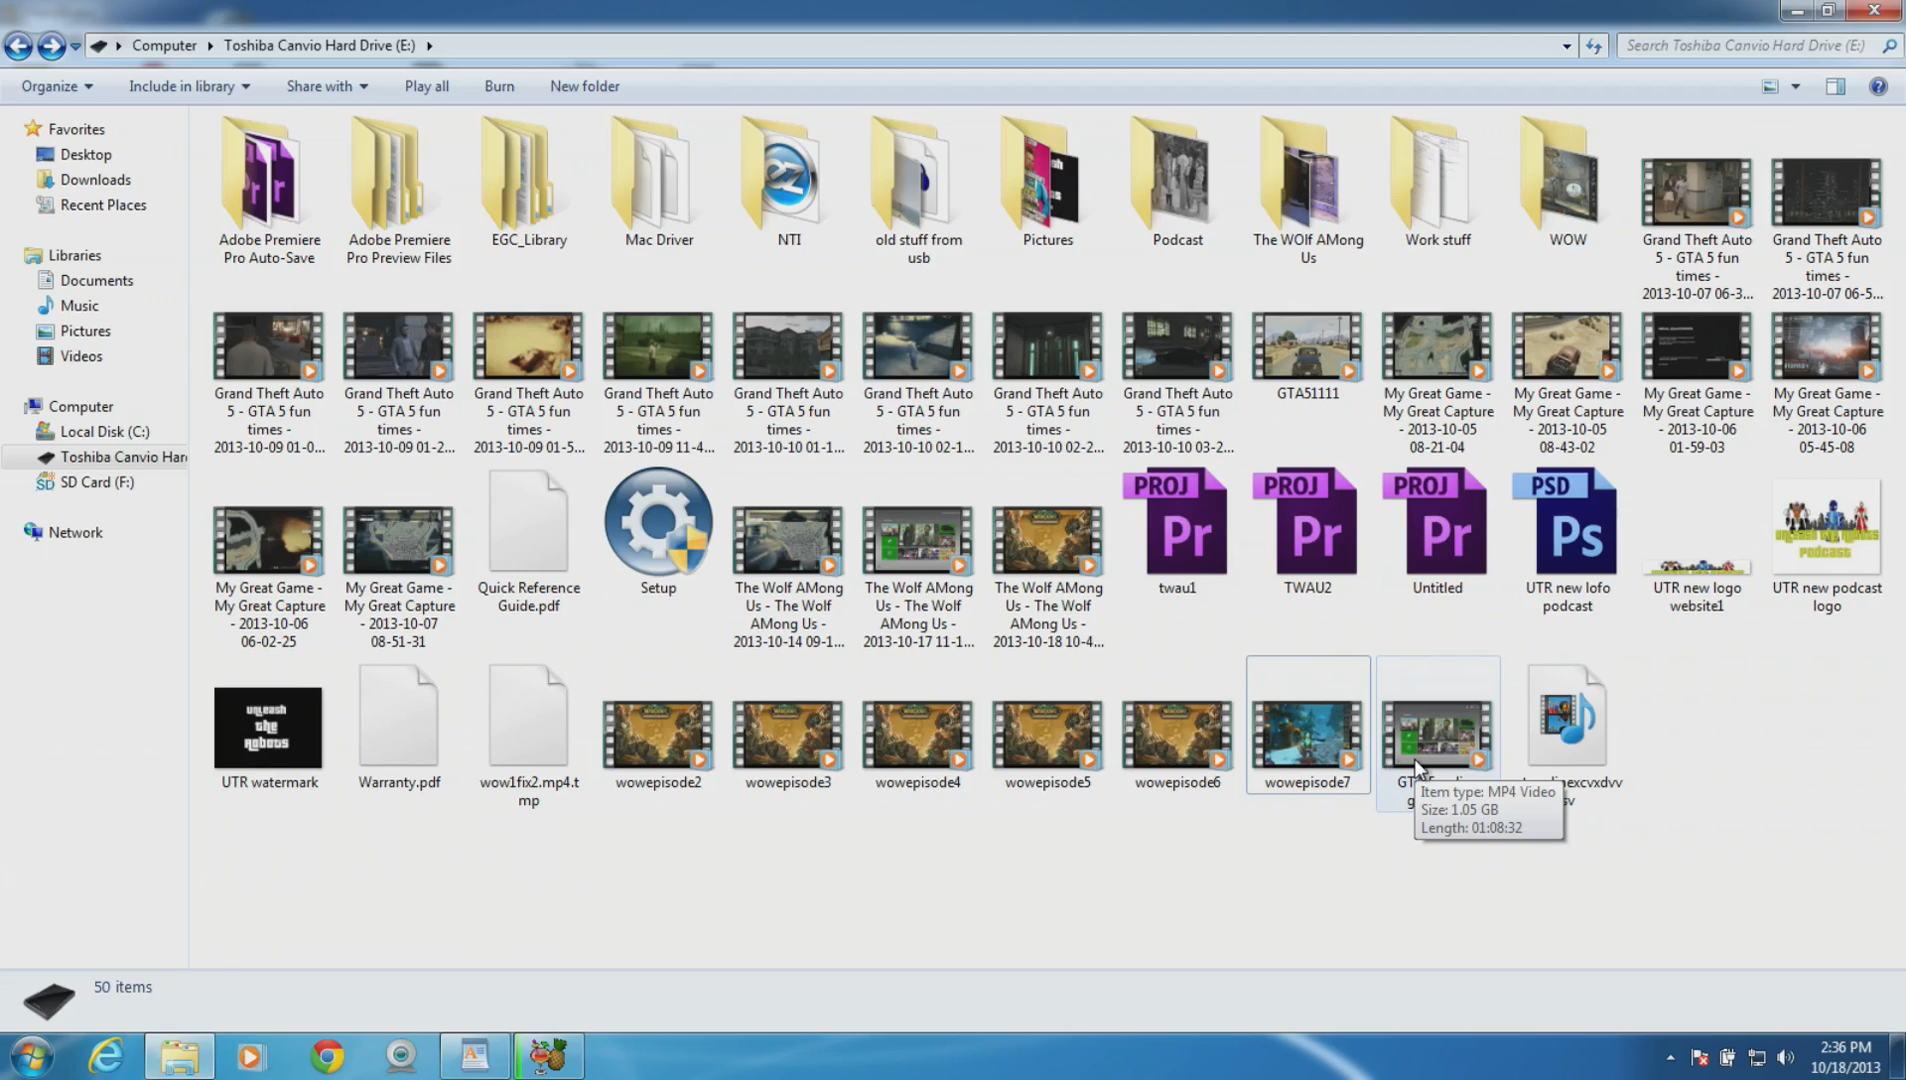 Computer
Toshiba Canvio Hard Drive (E:)
Search Toshiba Canvio Hard Drive (E:)
Organize
Include in library
Share with
Play all
Burn
New folder
Favorites
Desktop
Downloads
Recent Places
Libraries
Documents
Music
Pictures
Videos
Computer
Local Disk (C:)
Toshiba Canvio Har
SD Card (F:)
Network
Adobe Premiere
Pro Auto-Save
Adobe Premiere
Pro Preview Files
EGC_Library
Mac Driver
NTI
old stuff from
usb
Pictures
Podcast
The WOlf AMong
Us
Work stuff
WOW
Grand Theft Auto
5 - GTA 5 fun
times -
2013-10-07 06-3...
Grand Theft Auto
5 - GTA 5 fun
times -
2013-10-07 06-5...
Grand Theft Auto
5 - GTA 5 fun
times -
2013-10-09 01-0...
Grand Theft Auto
5 - GTA 5 fun
times -
2013-10-09 01-2...
Grand Theft Auto
5 - GTA 5 fun
times -
2013-10-09 01-5...
Grand Theft Auto
5 - GTA 5 fun
times -
2013-10-09 11-4...
Grand Theft Auto
5 - GTA 5 fun
times -
2013-10-10 01-1...
Grand Theft Auto
5 - GTA 5 fun
times -
2013-10-10 02-1...
Grand Theft Auto
5 - GTA 5 fun
times -
2013-10-10 02-2...
Grand Theft Auto
5 - GTA 5 fun
times -
2013-10-10 03-2...
GTA51111
My Great Game -
My Great Capture
- 2013-10-05
08-21-04
My Great Game -
My Great Capture
- 2013-10-05
08-43-02
My Great Game -
My Great Capture
- 2013-10-06
01-59-03
My Great Game -
My Great Capture
- 2013-10-06
05-45-08
My Great Game -
My Great Capture
- 2013-10-06
06-02-25
My Great Game -
My Great Capture
- 2013-10-07
08-51-31
Quick Reference
Guide.pdf
Setup
The Wolf AMong
Us - The Wolf
AMong Us -
2013-10-14 09-1...
The Wolf AMong
Us - The Wolf
AMong Us -
2013-10-17 11-1...
The Wolf AMong
Us - The Wolf
AMong Us -
2013-10-18 10-4...
PROJ
Pr
twau1
PROJ
Pr
TWAU2
PROJ
Pr
Untitled
PSD
Ps
UTR new lofo
podcast
UTR new logo
website1
UNLEASH THE ROBOTS
PODCAST
UTR new podcast
logo
UNLEASH
THE
ROBOTS
UTR watermark
Warranty.pdf
wow1fix2.mp4.t
mp
wowepisode2
wowepisode3
wowepisode4
wowepisode5
wowepisode6
wowepisode7
Item type: MP4 Video
Size: 1.05 GB
Length: 01:08:32
50 items
2:36 PM
10/18/2013